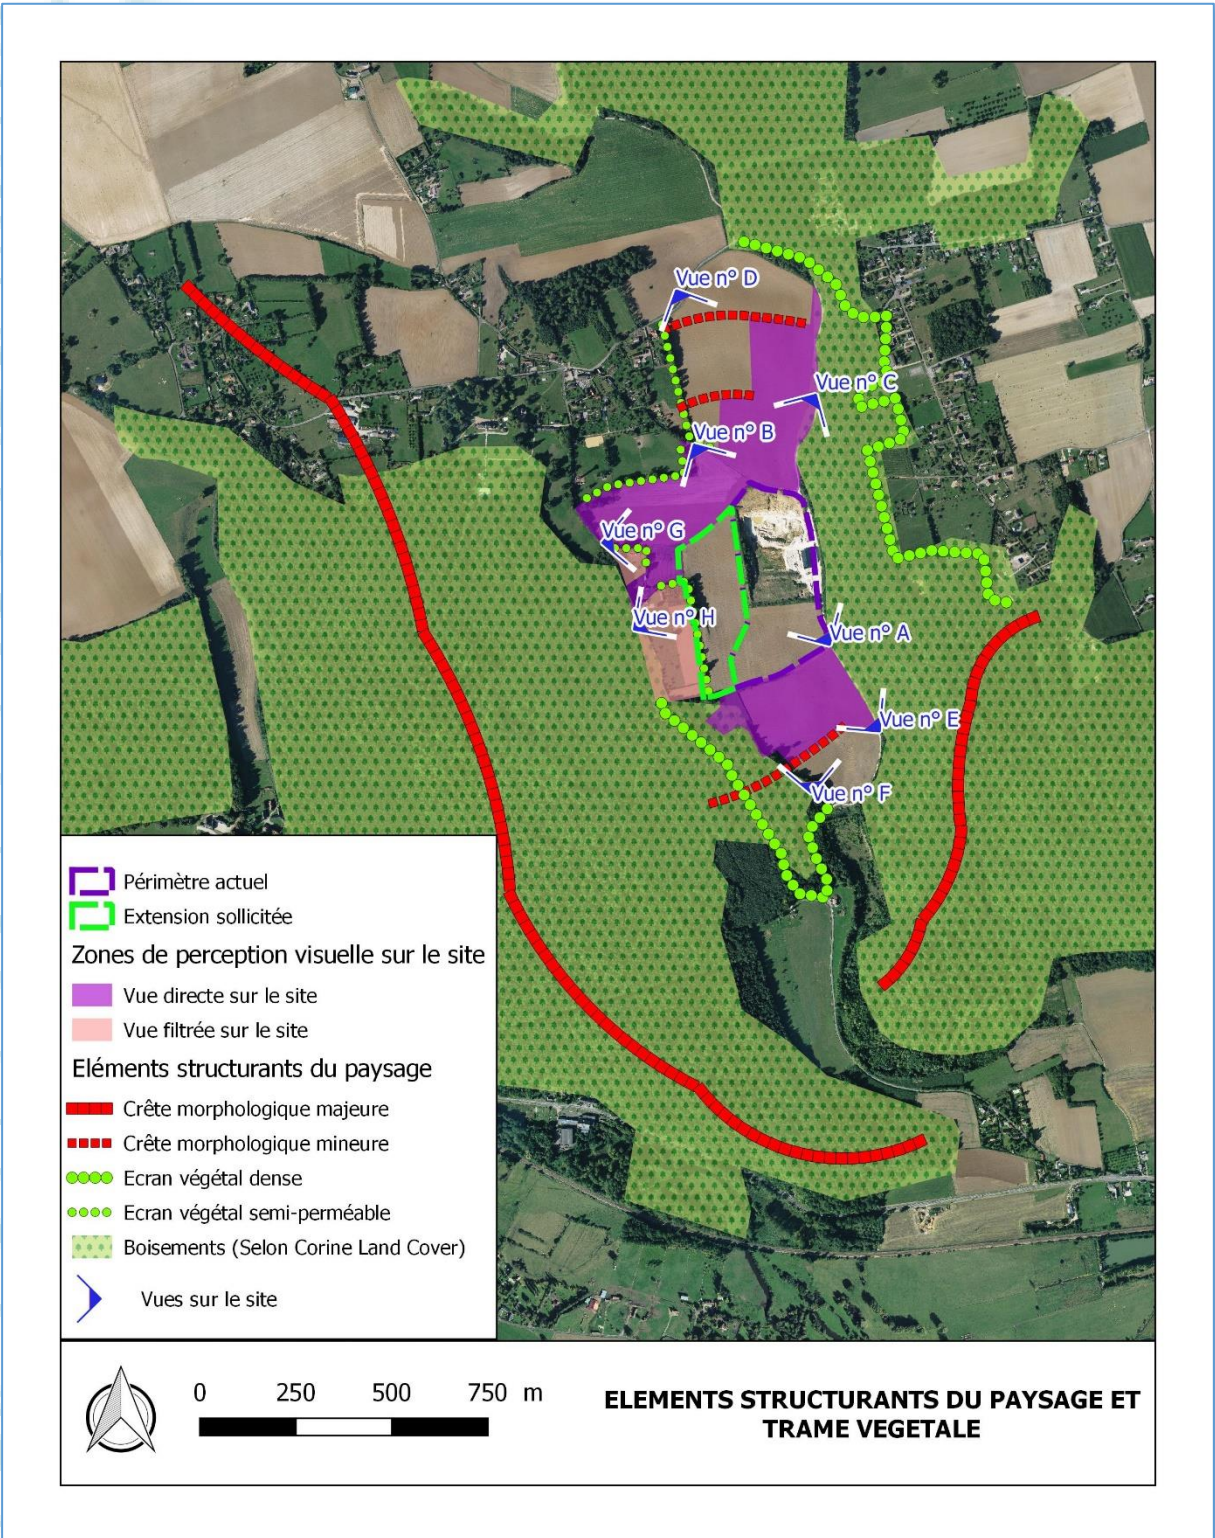 Vue n° D
Vue n° C
Vue n° B
Vue n° G
Vue n° H
Vue n° A
Vue n° E
Vue n° F
Périmètre actuel
Extension sollicitée
Zones de perception visuelle sur le site
Vue directe sur le site
Vue filtrée sur le site
Eléments structurants du paysage
Crête morphologique majeure
Crête morphologique mineure
Ecran végétal dense
Ecran végétal semi-perméable
Boisements (Selon Corine Land Cover)
Vues sur le site
0 250 500 750 m
ELEMENTS STRUCTURANTS DU PAYSAGE ET
TRAME VEGETALE